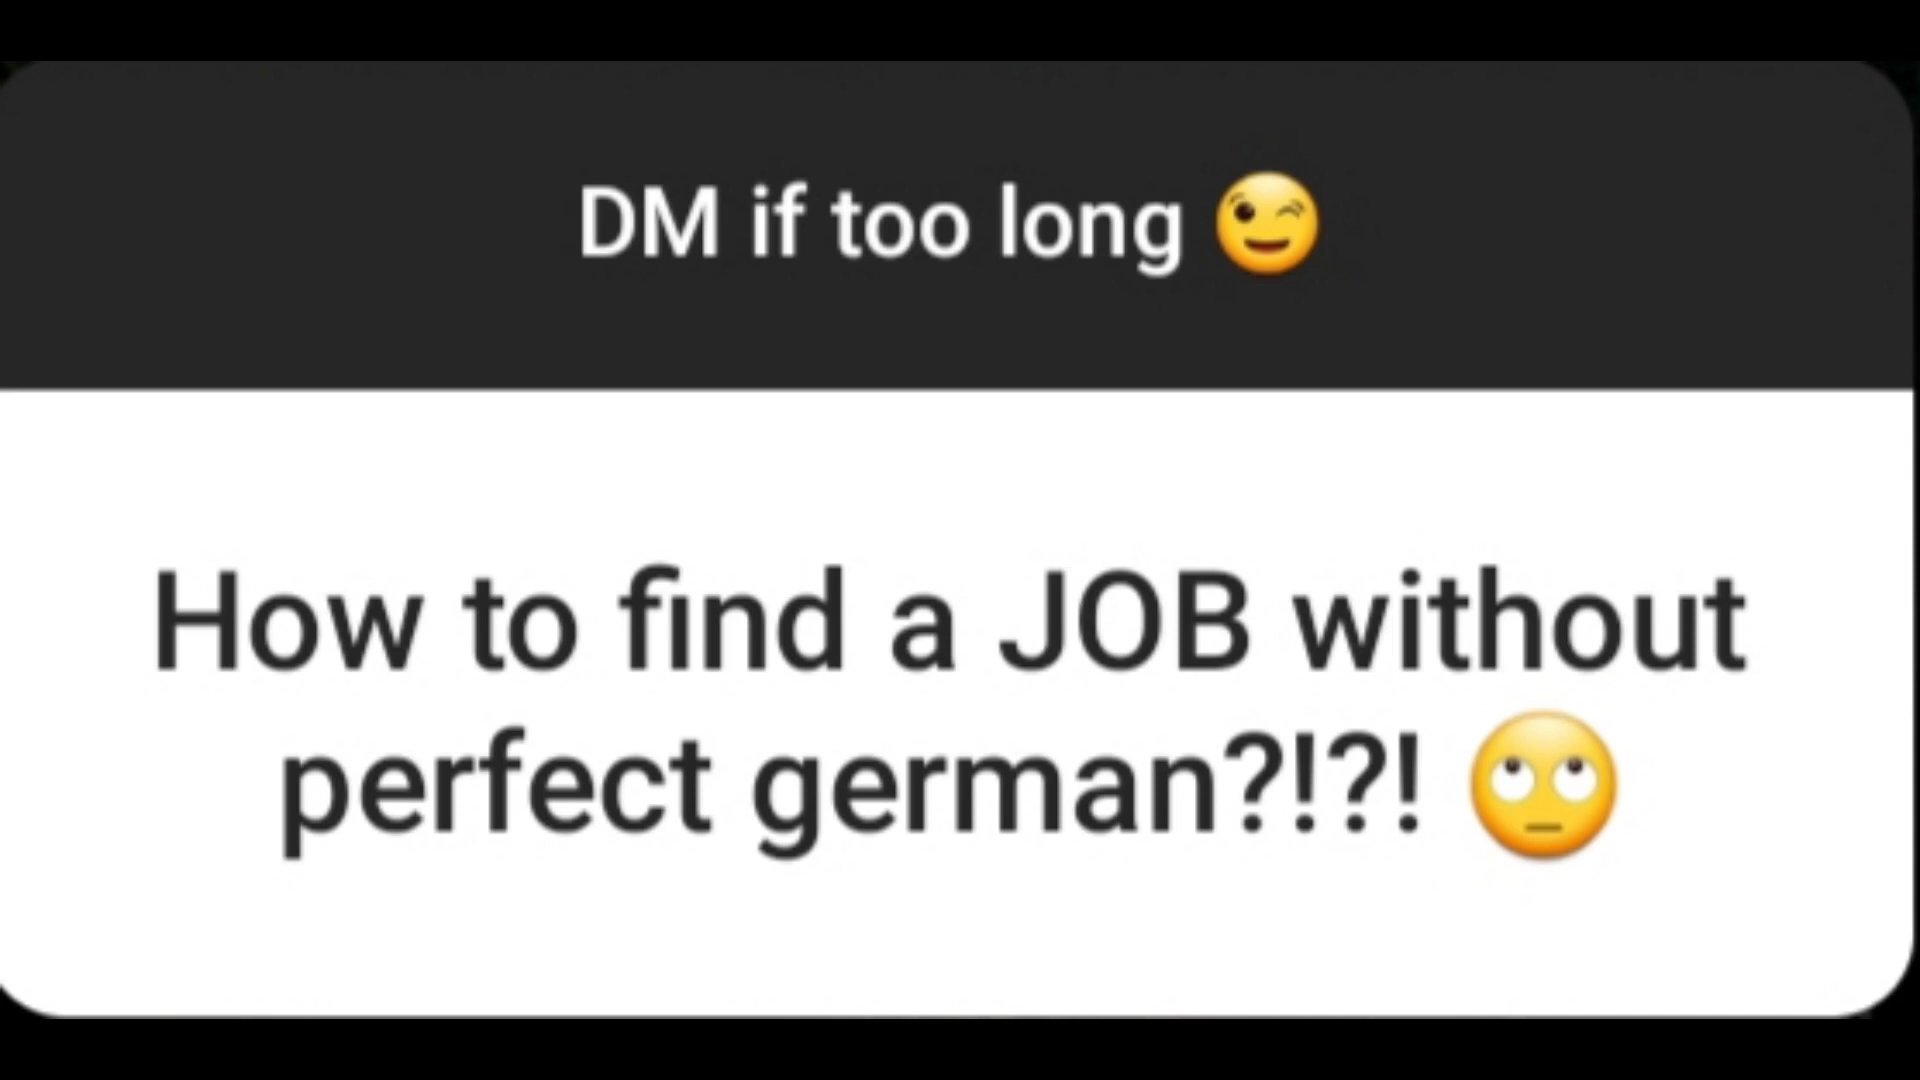 DM if too long 😉
How to find a JOB without
perfect german?!?! 🙄